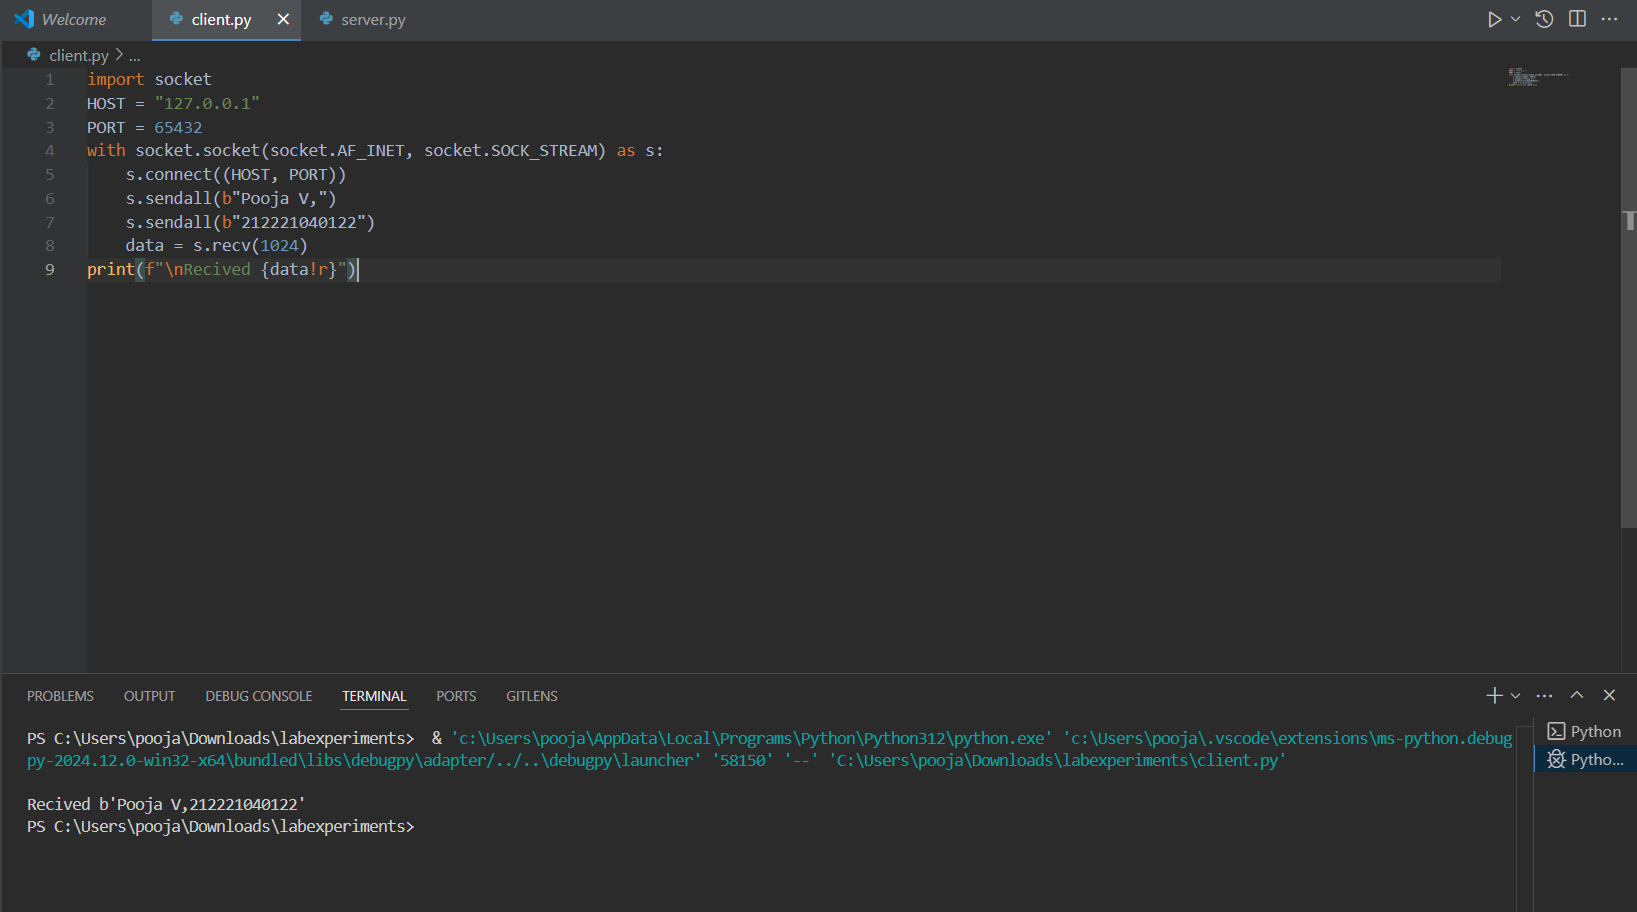 Welcome client.py server.py
client.py > ...
1 import socket
2 HOST = "127.0.0.1"
3 PORT = 65432
4 with socket.socket(socket.AF_INET, socket.SOCK_STREAM) as s:
5     s.connect((HOST, PORT))
6     s.sendall(b"Pooja V,")
7     s.sendall(b"212221040122")
8     data = s.recv(1024)
9 print(f"\nRecived {data!r}")
PROBLEMS OUTPUT DEBUG CONSOLE TERMINAL PORTS GITLENS
PS C:\Users\pooja\Downloads\labexperiments>  & 'c:\Users\pooja\AppData\Local\Programs\Python\Python312\python.exe' 'c:\Users\pooja\.vscode\extensions\ms-python.debug
py-2024.12.0-win32-x64\bundled\libs\debugpy\adapter/../..\debugpy\launcher' '58150' '--' 'C:\Users\pooja\Downloads\labexperiments\client.py'
Recived b'Pooja V,212221040122'
PS C:\Users\pooja\Downloads\labexperiments>
Python
Pytho...